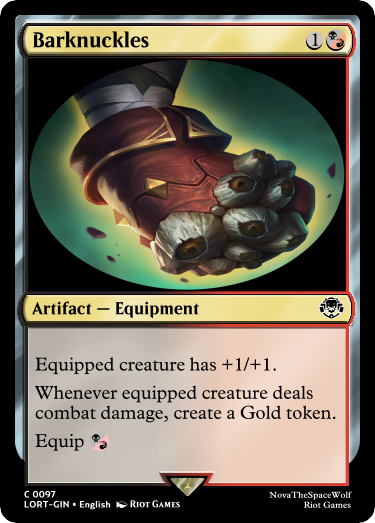 Barknuckles 1
Artifact — Equipment
Equipped creature has +1/+1.
Whenever equipped creature deals
combat damage, create a Gold token.
Equip
C 0097
LORT-GIN • English RIOT GAMES
NovaTheSpaceWolf
Riot Games